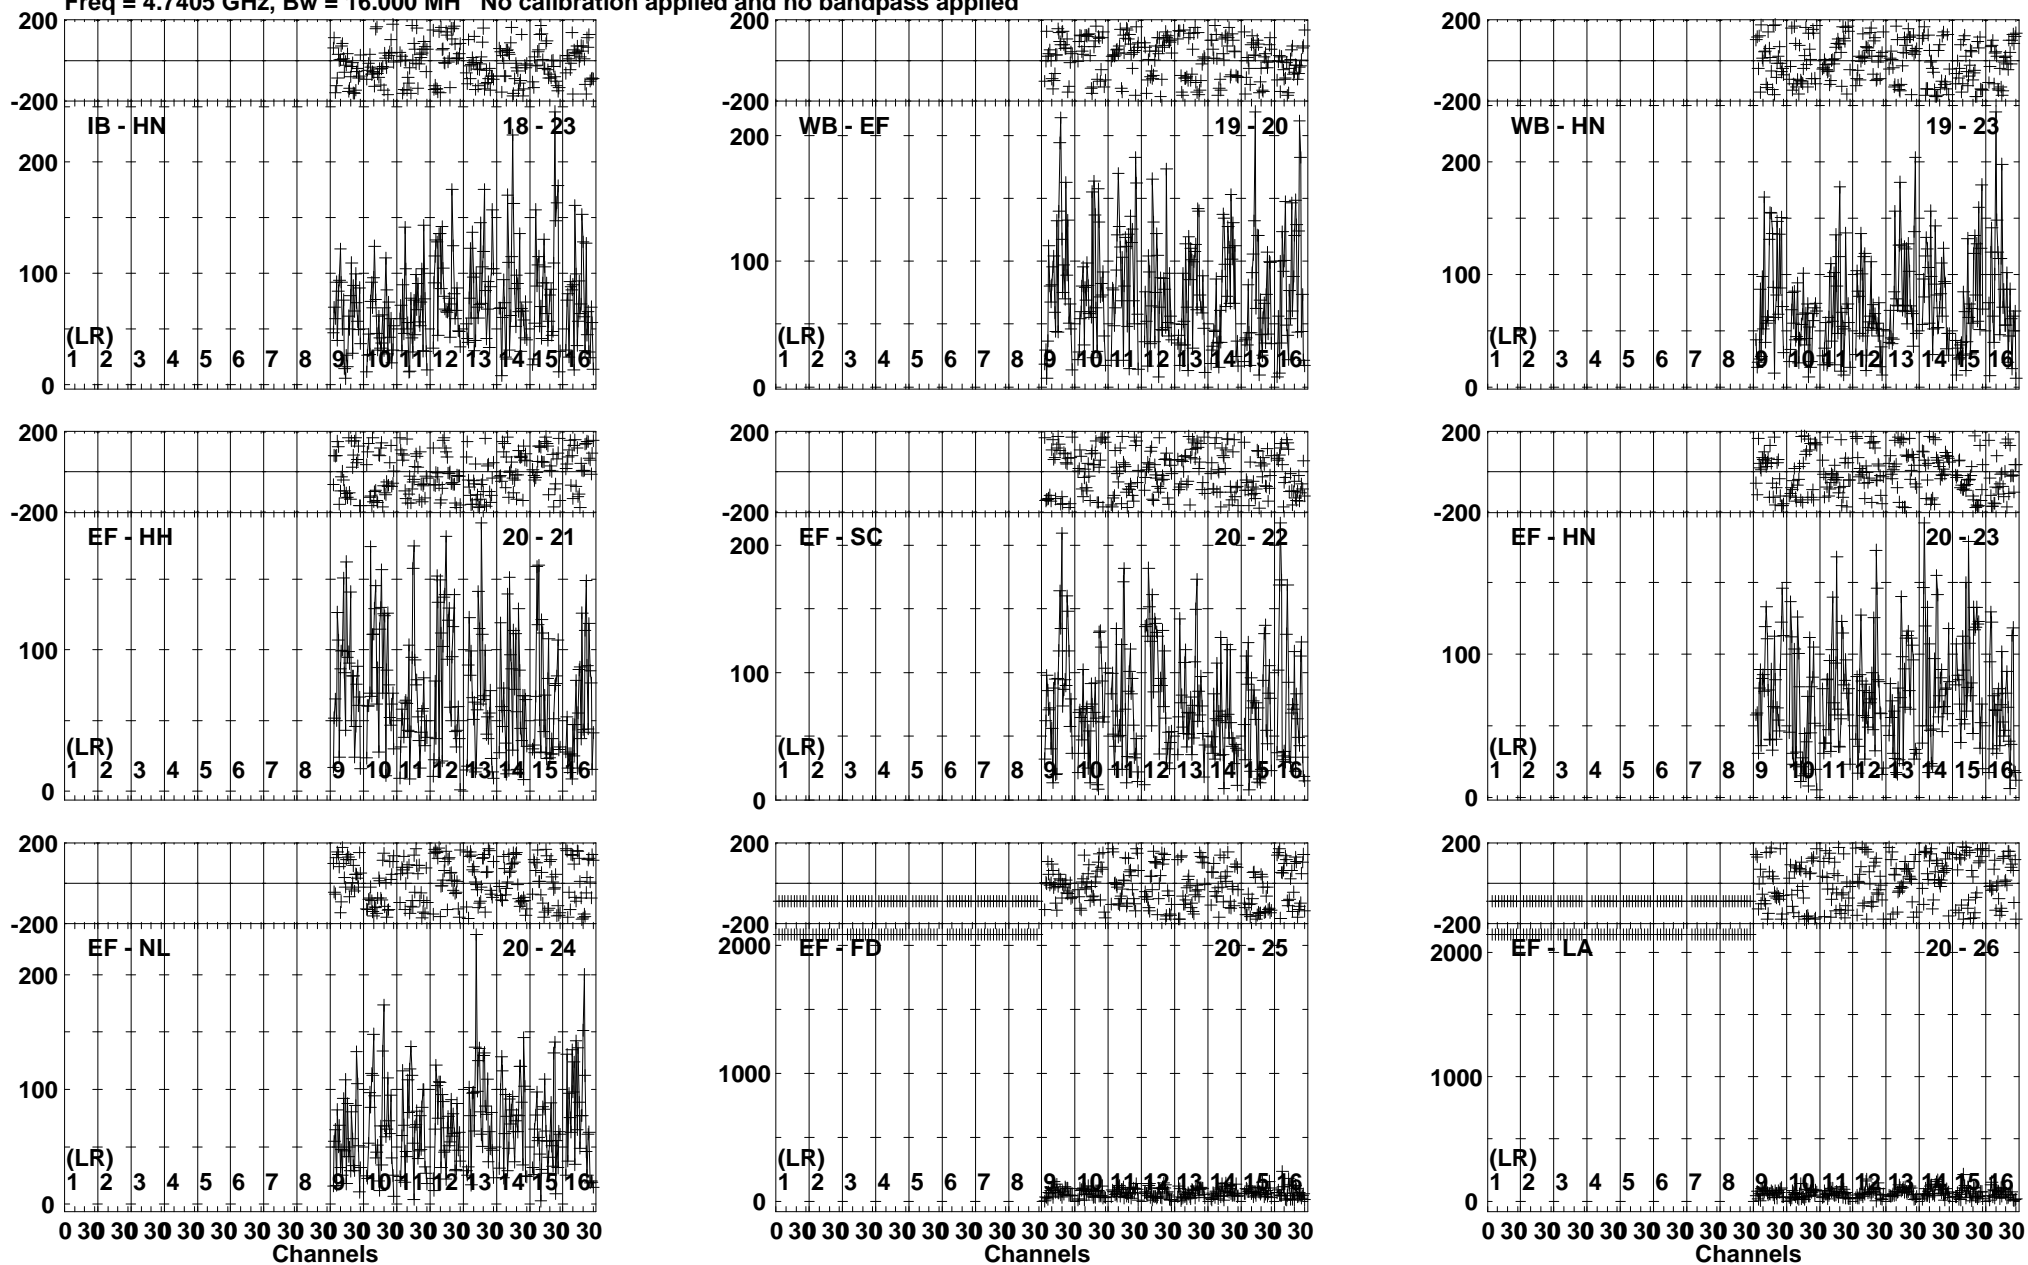 Freq = 4.7405 GHz, Bw = 16.000 MH No calibration applied and no bandpass applied
200
-200
IB - HN 18 - 23
200
100
(LR)
1 2 3 4 5 6 7 8 9 10 11 12 13 14 15 16
0
200
-200
WB - EF 19 - 20
200
100
(LR)
1 2 3 4 5 6 7 8 9 10 11 12 13 14 15 16
0
200
-200
WB - HN 19 - 23
200
100
(LR)
1 2 3 4 5 6 7 8 9 10 11 12 13 14 15 16
0
200
-200
EF - HH 20 - 21
100
(LR)
1 2 3 4 5 6 7 8 9 10 11 12 13 14 15 16
0
200
-200
EF - SC 20 - 22
200
100
(LR)
1 2 3 4 5 6 7 8 9 10 11 12 13 14 15 16
0
200
-200
EF - HN 20 - 23
100
(LR)
1 2 3 4 5 6 7 8 9 10 11 12 13 14 15 16
0
200
-200
EF - NL 20 - 24
200
100
(LR)
1 2 3 4 5 6 7 8 9 10 11 12 13 14 15 16
0
0 30 30 30 30 30 30 30 30 30 30 30 30 30 30 30 30
Channels
200
-200
EF - FD 20 - 25
2000
1000
(LR)
1 2 3 4 5 6 7 8 9 10 11 12 13 14 15 16
0
0 30 30 30 30 30 30 30 30 30 30 30 30 30 30 30 30
Channels
200
-200
EF - LA 20 - 26
2000
1000
(LR)
1 2 3 4 5 6 7 8 9 10 11 12 13 14 15 16
0
0 30 30 30 30 30 30 30 30 30 30 30 30 30 30 30 30
Channels